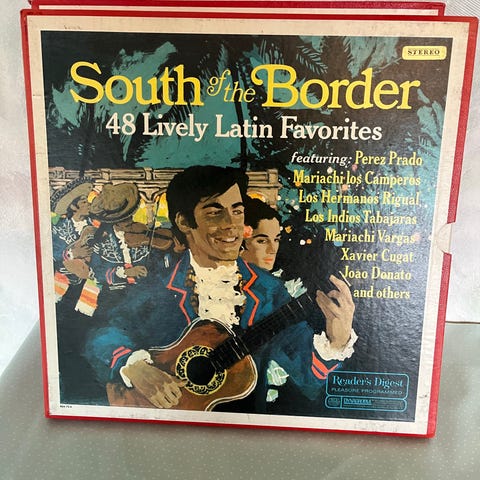 STEREO
South of the Border
48 Lively Latin Favorites
featuring: Perez Prado
Mariachi los Camperos
Los Hermanos Rigual
Los Indios Tabajaras
Mariachi Vargas
Xavier Cugat
Joao Donato
and others
Reader's Digest
PLEASURE PROGRAMMED
DYNAGROOVE